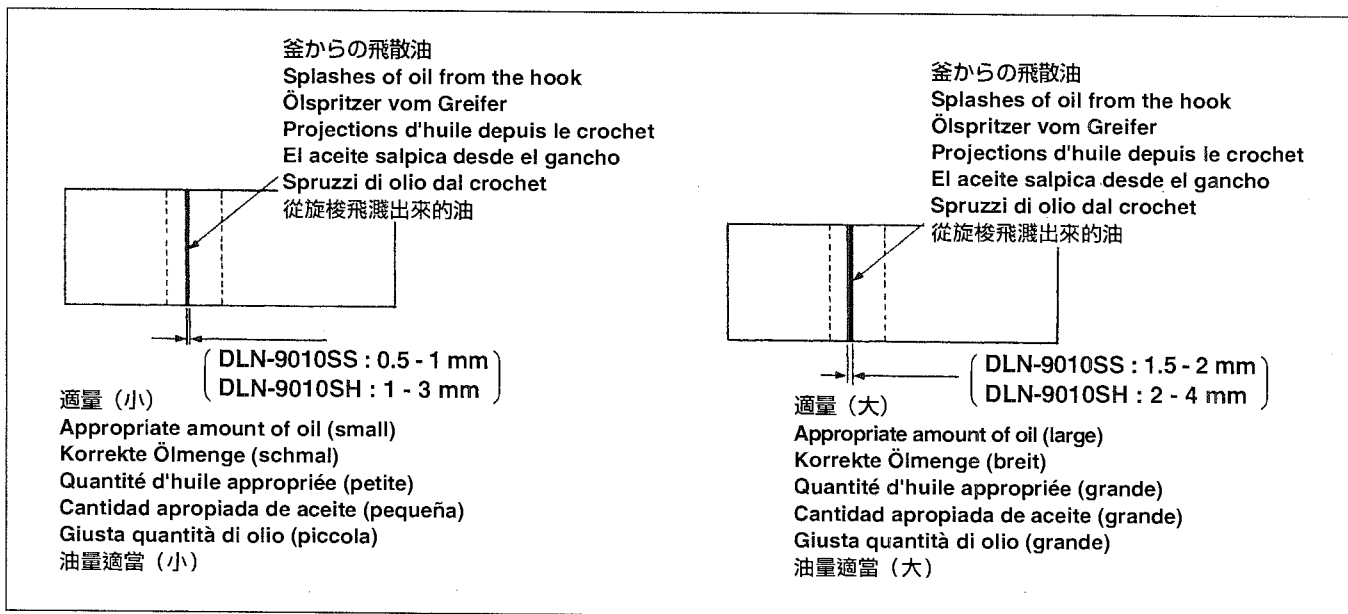 釜からの飛散油
Splashes of oil from the hook
Ölspritzer vom Greifer
Projections d'huile depuis le crochet
El aceite salpica desde el gancho
Spruzzi di olio dal crochet
從旋梭飛濺出來的油
DLN-9010SS : 0.5 - 1 mm
DLN-9010SH : 1 - 3 mm
適量（小）
Appropriate amount of oil (small)
Korrekte Ölmenge (schmal)
Quantité d'huile appropriée (petite)
Cantidad apropiada de aceite (pequeña)
Giusta quantità di olio (piccola)
油量適當（小）
釜からの飛散油
Splashes of oil from the hook
Ölspritzer vom Greifer
Projections d'huile depuis le crochet
El aceite salpica desde el gancho
Spruzzi di olio dal crochet
從旋梭飛濺出來的油
DLN-9010SS : 1.5 - 2 mm
DLN-9010SH : 2 - 4 mm
適量（大）
Appropriate amount of oil (large)
Korrekte Ölmenge (breit)
Quantité d'huile appropriée (grande)
Cantidad apropiada de aceite (grande)
Giusta quantità di olio (grande)
油量適當（大）